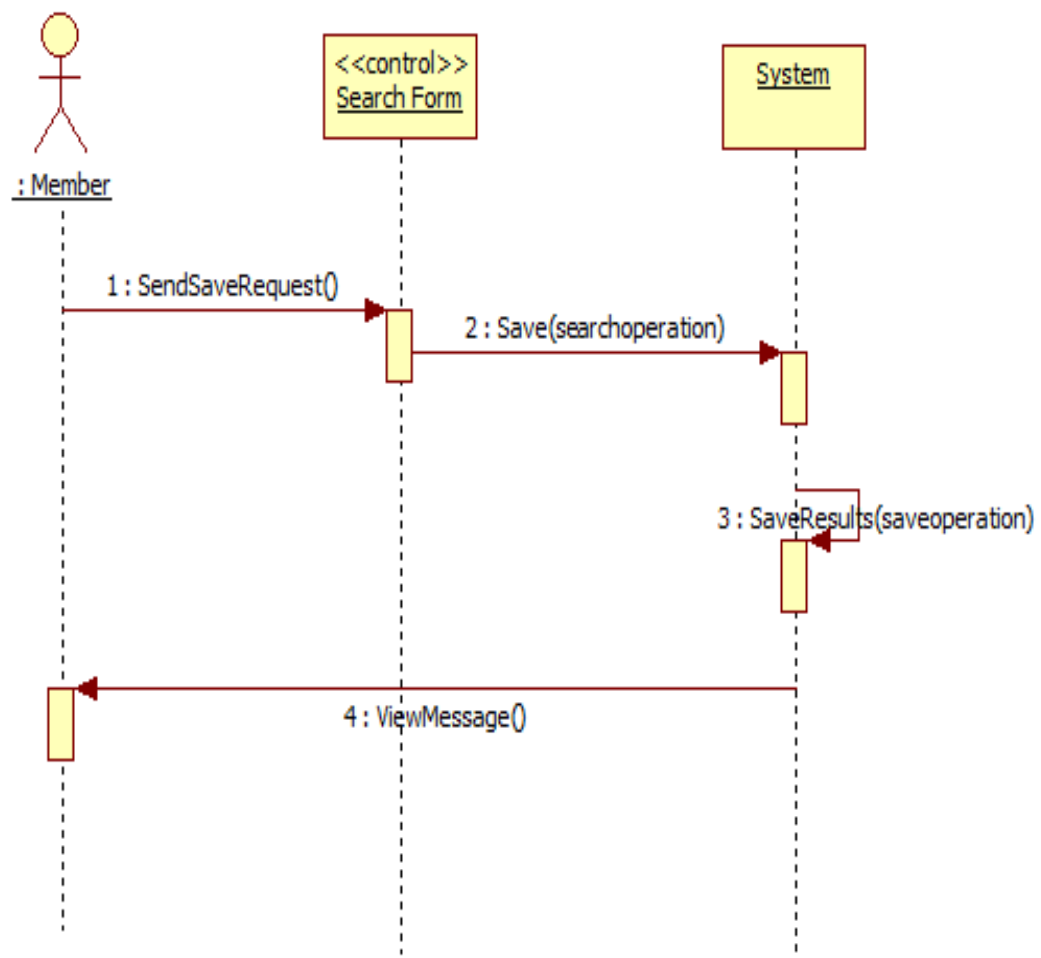 <<control>>
Search Form
System
: Member
1 : SendSaveRequest()
2 : Save(searchoperation)
3 : SaveResults(saveoperation)
4 : ViewMessage()